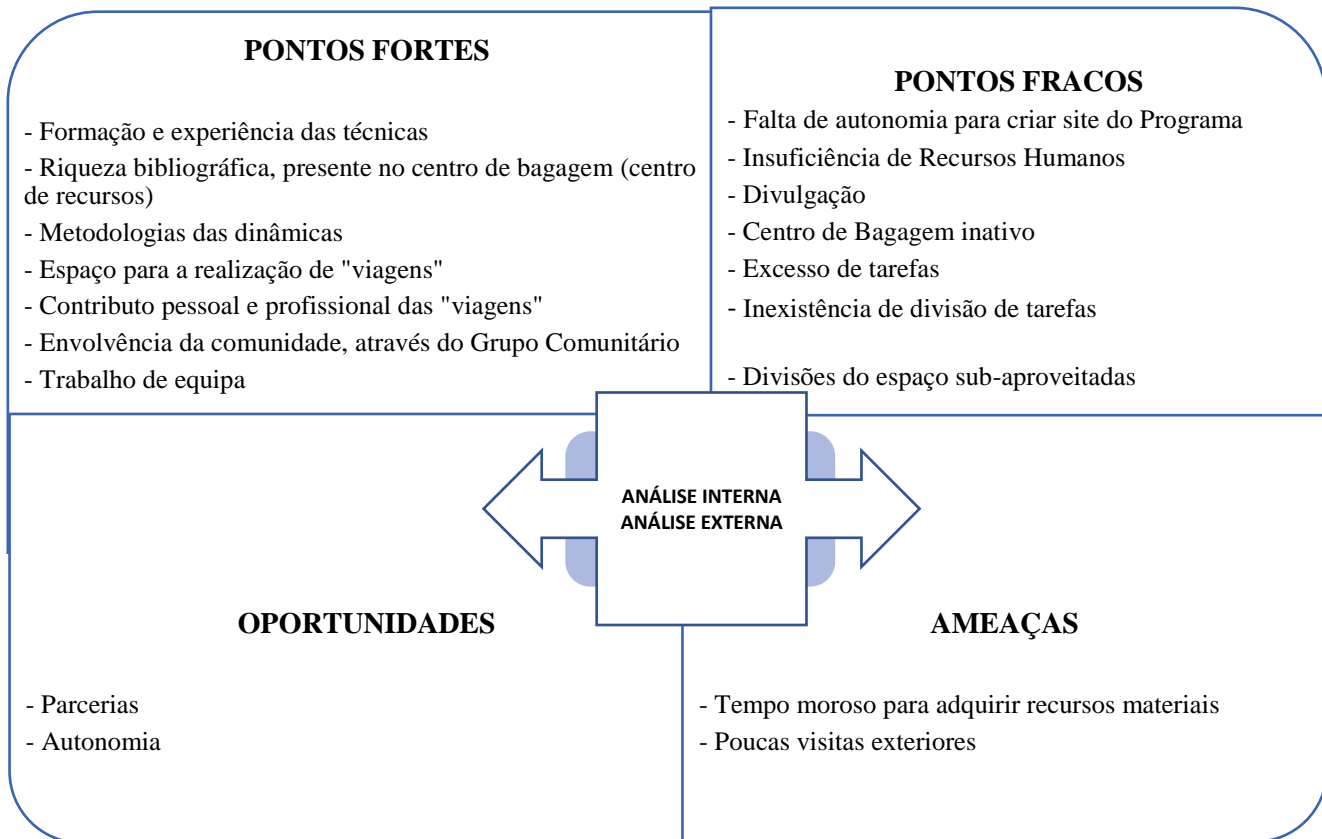 PONTOS FORTES
- Formação e experiência das técnicas
- Riqueza bibliográfica, presente no centro de bagagem (centro
de recursos)
- Metodologias das dinâmicas
- Espaço para a realização de "viagens"
- Contributo pessoal e profissional das "viagens"
- Envolvência da comunidade, através do Grupo Comunitário
- Trabalho de equipa
PONTOS FRACOS
- Falta de autonomia para criar site do Programa
- Insuficiência de Recursos Humanos
- Divulgação
- Centro de Bagagem inativo
- Excesso de tarefas
- Inexistência de divisão de tarefas
- Divisões do espaço sub-aproveitadas
ANÁLISE INTERNA
ANÁLISE EXTERNA
OPORTUNIDADES
- Parcerias
- Autonomia
AMEAÇAS
- Tempo moroso para adquirir recursos materiais
- Poucas visitas exteriores